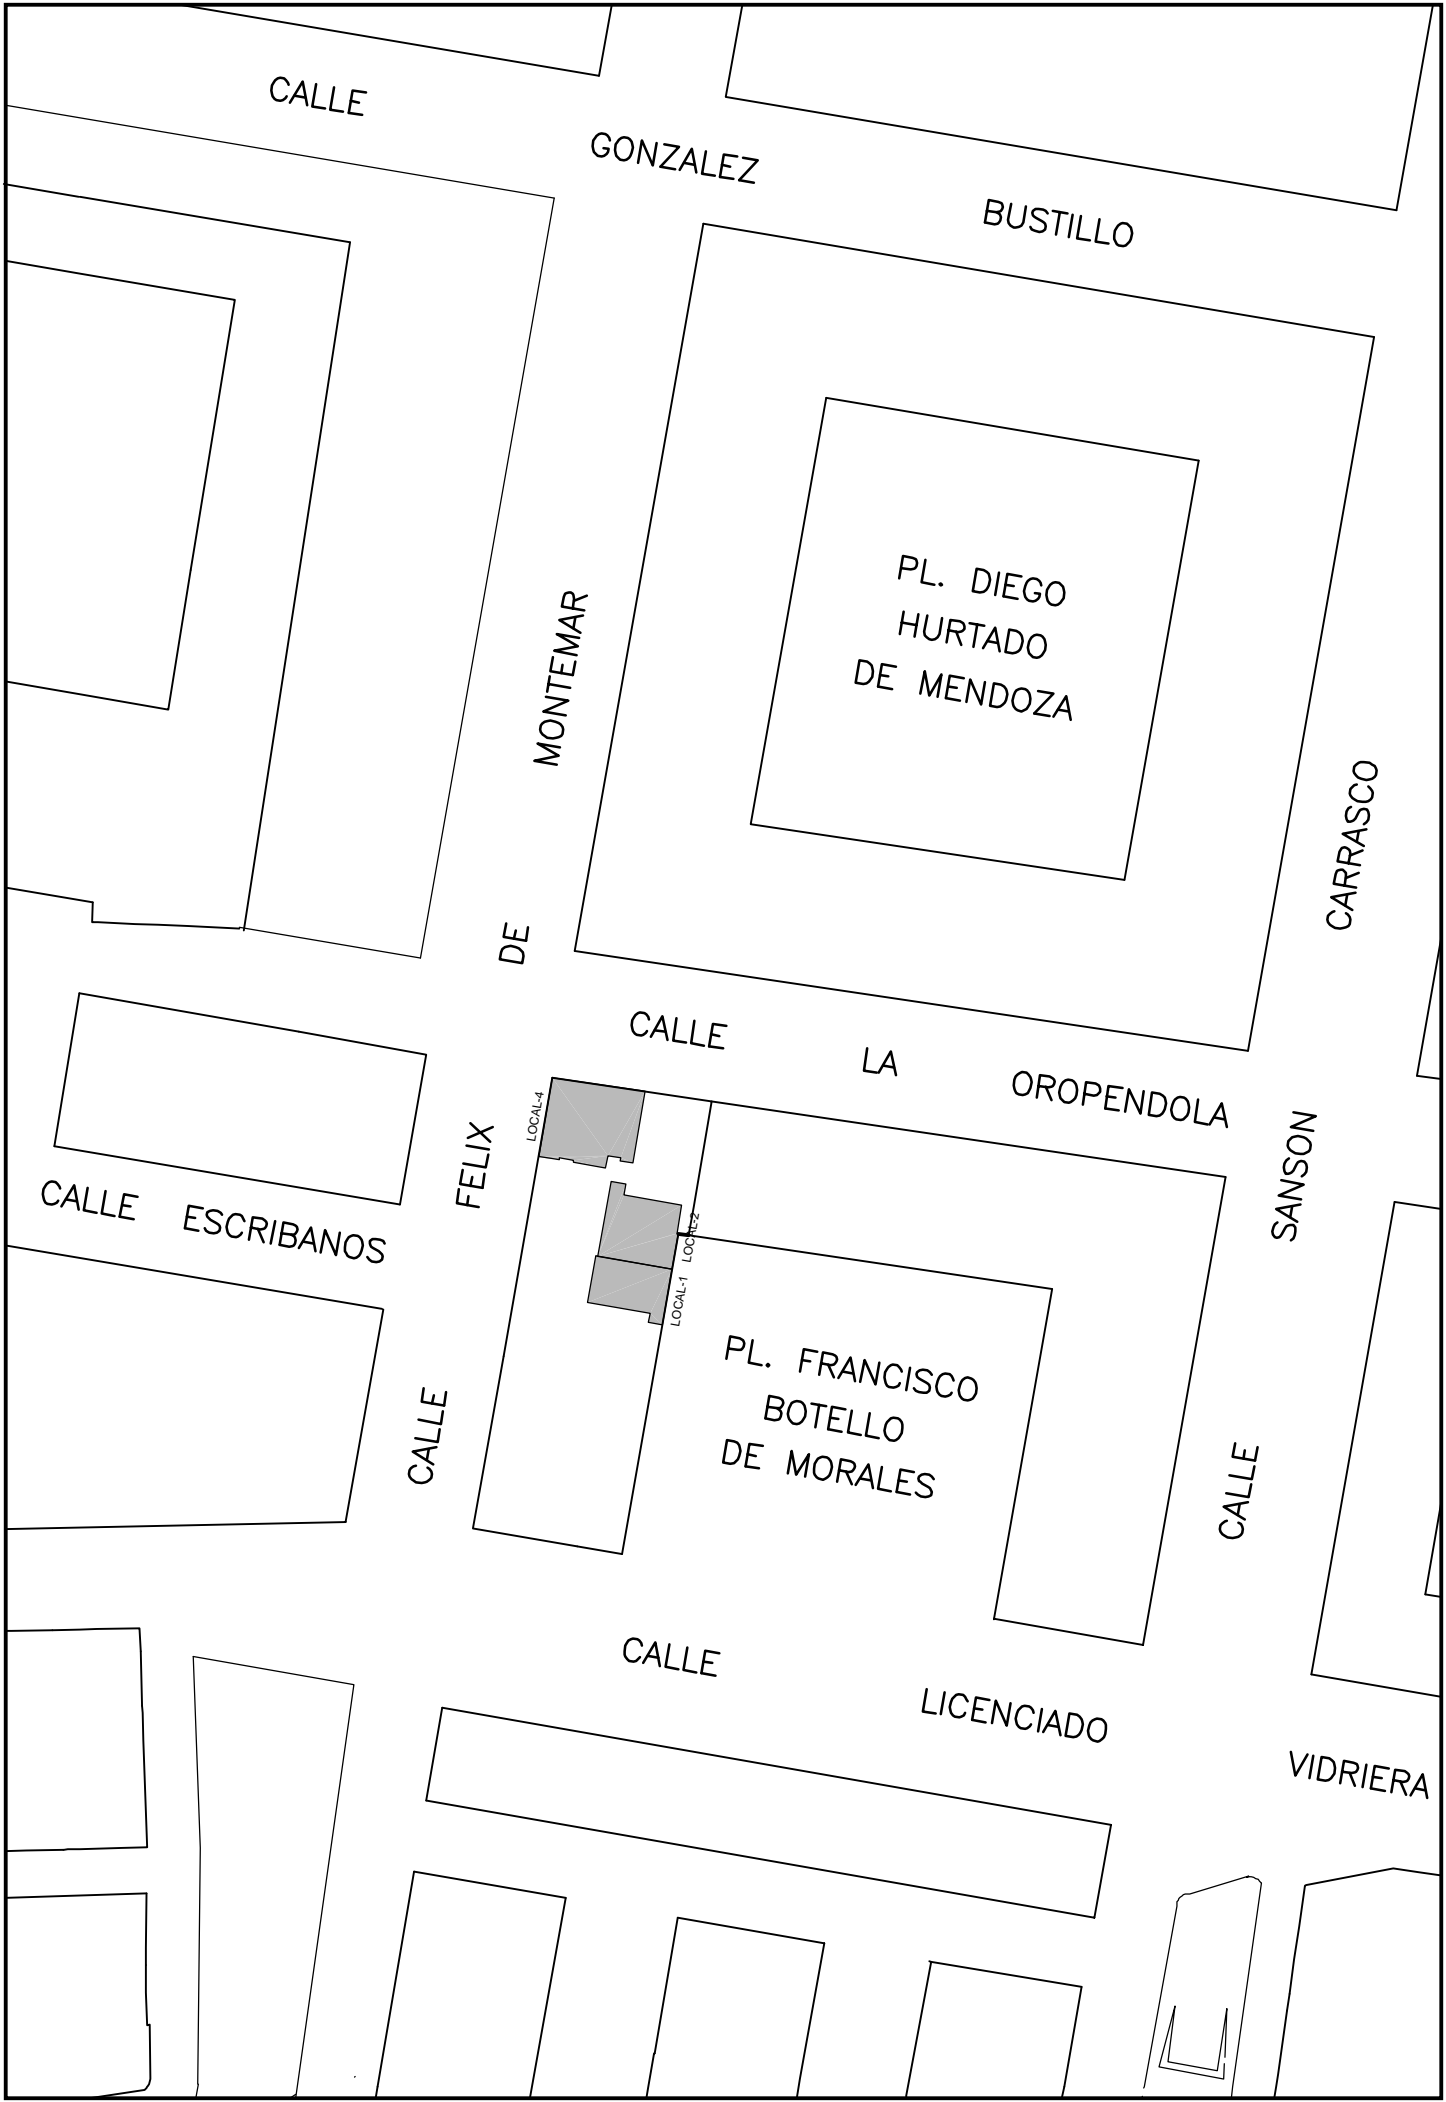 CALLE GONZALEZ BUSTILLO
PL. DIEGO
HURTADO
DE MENDOZA
CALLE FELIX DE MONTEMAR
CALLE SANSON CARRASCO
CALLE LA OROPENDOLA
LOCAL-4
LOCAL-2
LOCAL-1
CALLE ESCRIBANOS
PL. FRANCISCO
BOTELLO
DE MORALES
CALLE LICENCIADO VIDRIERA